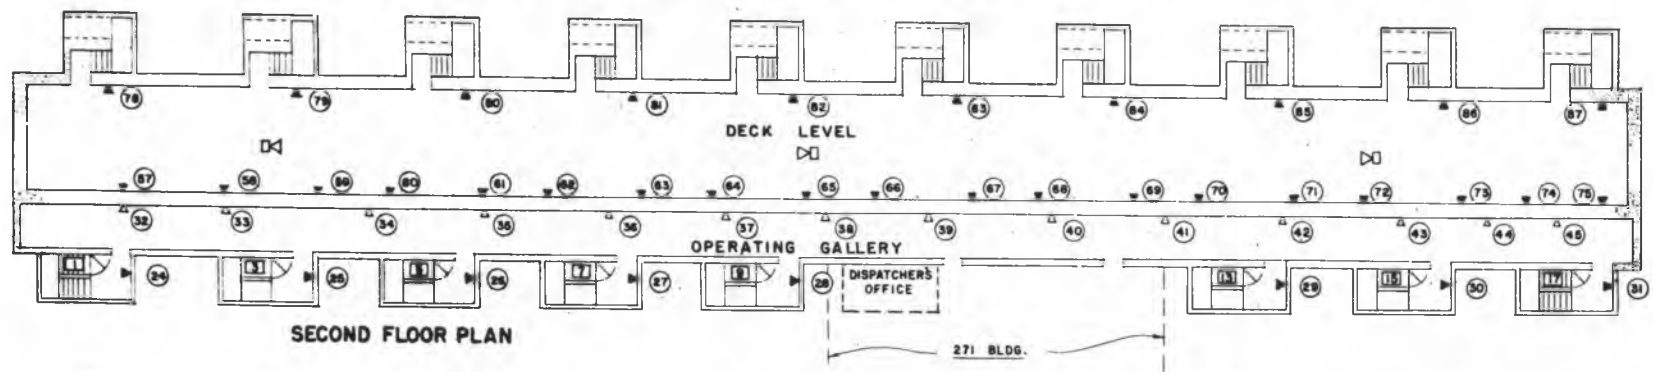 78 79 80 81 82 83 84 85 86 87
DECK LEVEL
57 58 59 60 61 62 63 64 65 66 67 68 69 70 71 72 73 74 75
32 33 34 35 36 37 38 39 40 41 42 43 44 45
OPERATING GALLERY
1 3 5 7 9 13 15 17
24 25 26 27 28 29 30 31
DISPATCHER'S
OFFICE
SECOND FLOOR PLAN
271 BLDG.